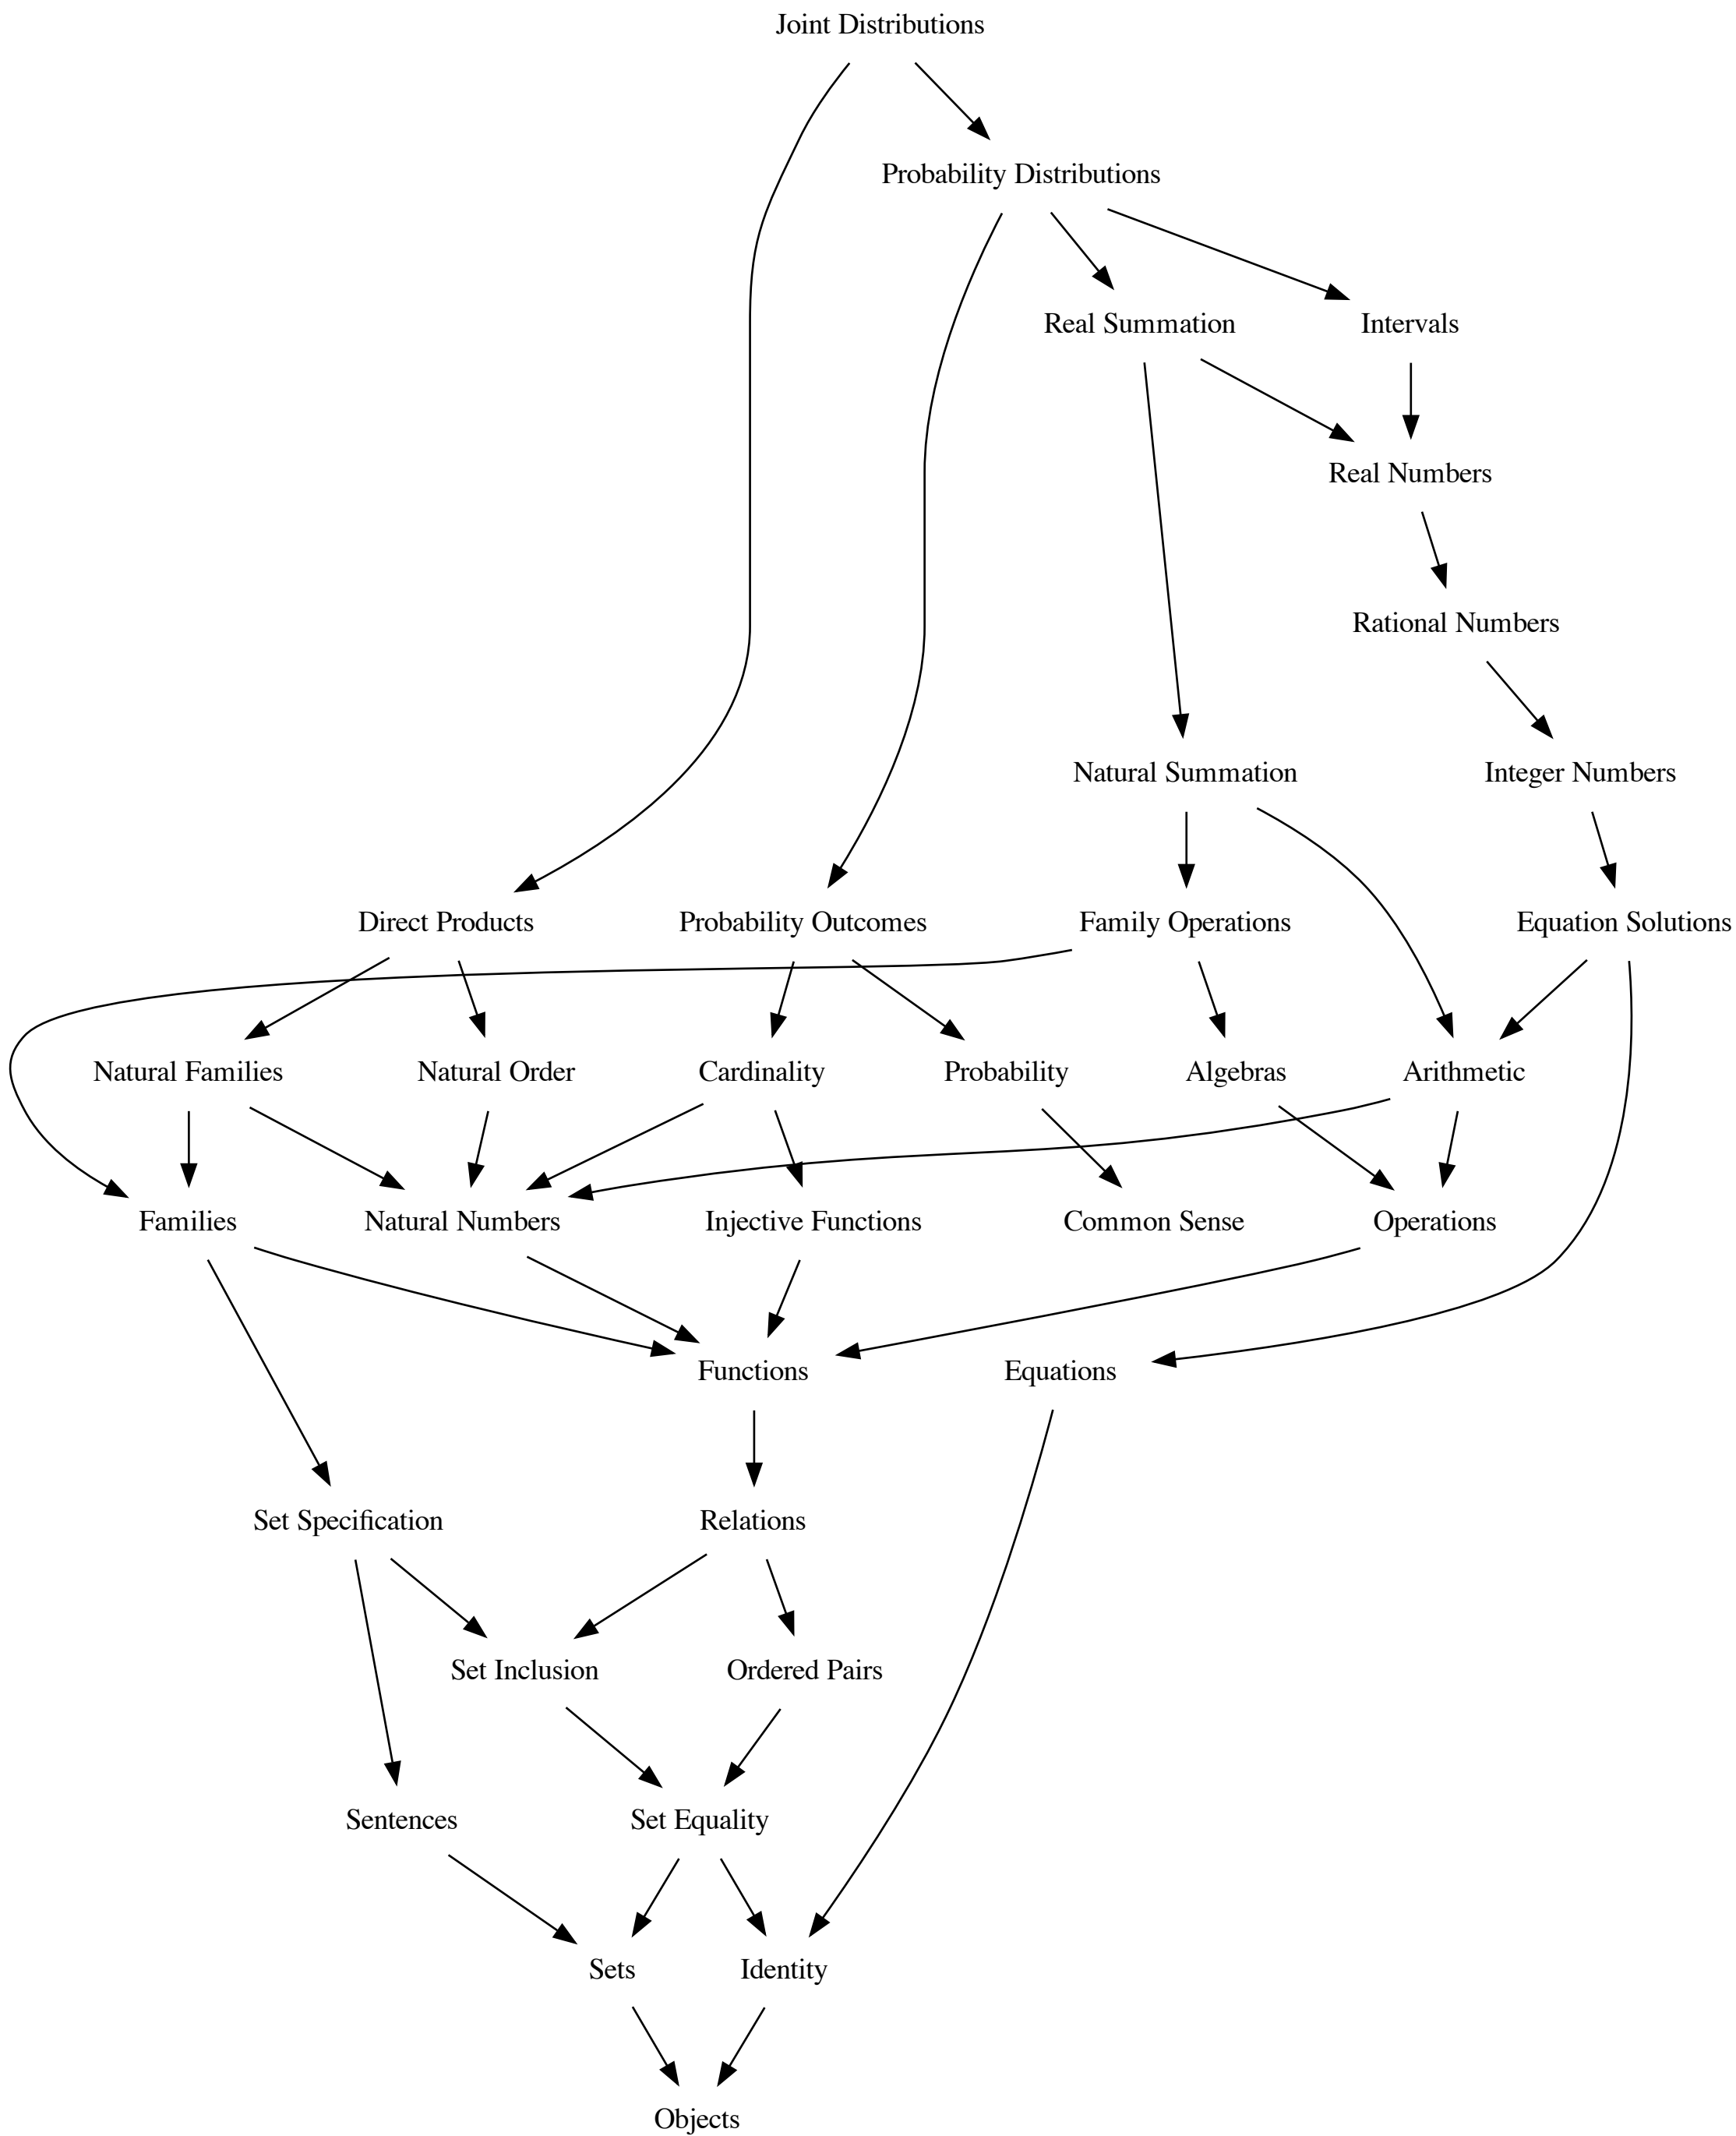 Joint Distributions
Probability Distributions
Real Summation
Intervals
Real Numbers
Rational Numbers
Natural Summation
Integer Numbers
Direct Products
Probability Outcomes
Family Operations
Equation Solutions
Natural Families
Natural Order
Cardinality
Probability
Algebras
Arithmetic
Families
Natural Numbers
Injective Functions
Common Sense
Operations
Functions
Equations
Set Specification
Relations
Set Inclusion
Ordered Pairs
Sentences
Set Equality
Sets
Identity
Objects